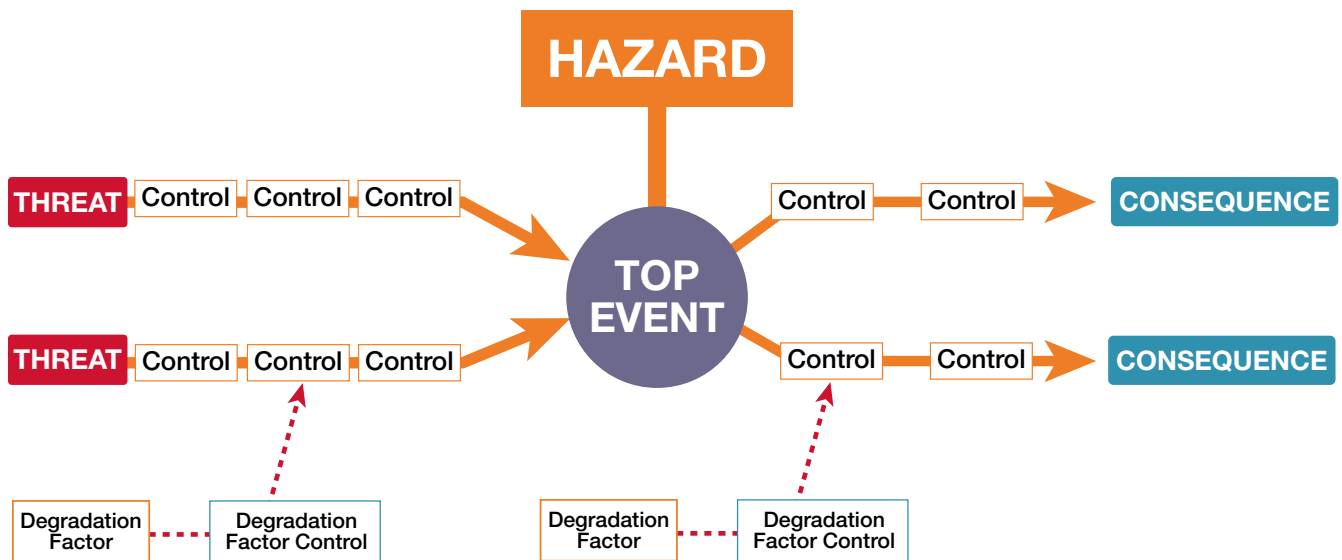 HAZARD
THREAT Control Control Control
Control Control CONSEQUENCE
TOP
EVENT
THREAT Control Control Control
Control Control CONSEQUENCE
Degradation
Factor
Degradation
Factor Control
Degradation
Factor
Degradation
Factor Control